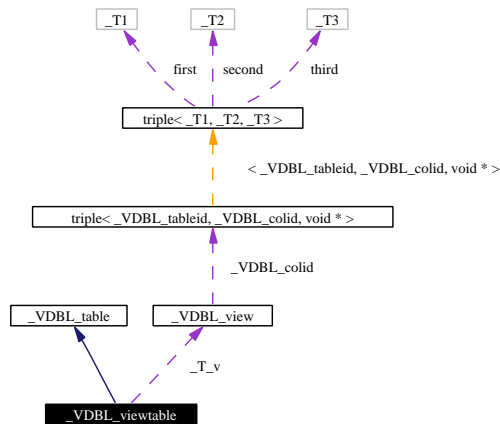 _T1 _T2 _T3
first second third
triple< _T1, _T2, _T3 >
< _VDBL_tableid, _VDBL_colid, void * >
triple< _VDBL_tableid, _VDBL_colid, void * >
_VDBL_colid
_VDBL_table _VDBL_view
_T_v
_VDBL_viewtable